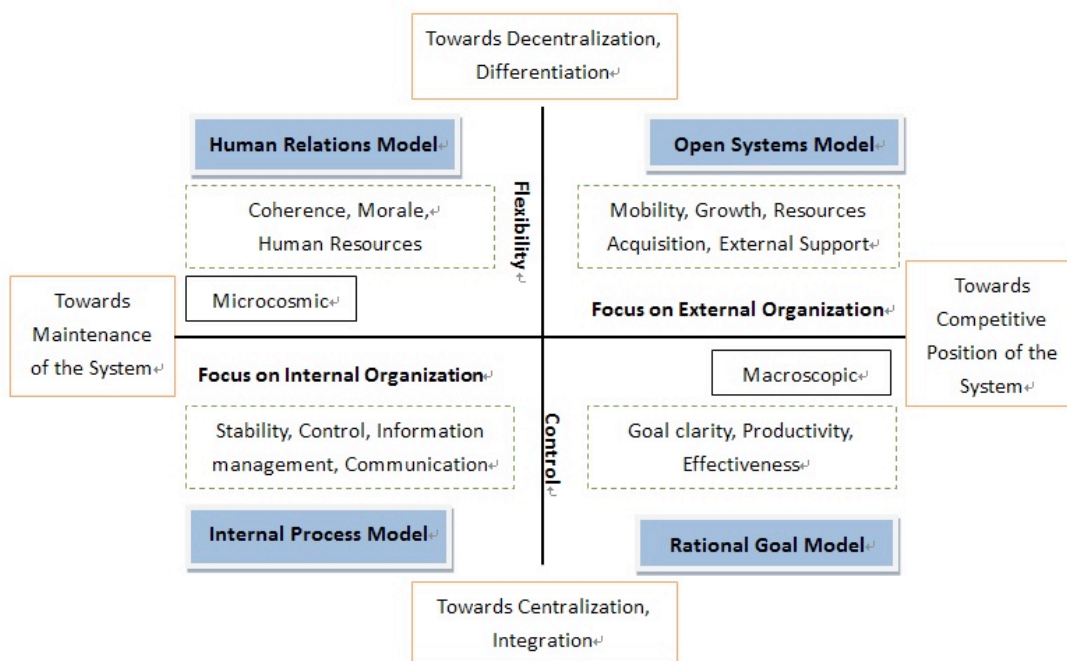 Towards Decentralization,
Differentiation↵
Human Relations Model↵
Open Systems Model↵
Flexibility↵
Coherence, Morale,↵
Human Resources
Mobility, Growth, Resources
Acquisition, External Support↵
Microcosmic↵
Focus on External Organization↵
Towards
Maintenance
of the System↵
Towards
Competitive
Position of the
System↵
Focus on Internal Organization↵
Macroscopic↵
Control↵
Stability, Control, Information
management, Communication↵
Goal clarity, Productivity,
Effectiveness↵
Internal Process Model↵
Rational Goal Model↵
Towards Centralization,
Integration↵